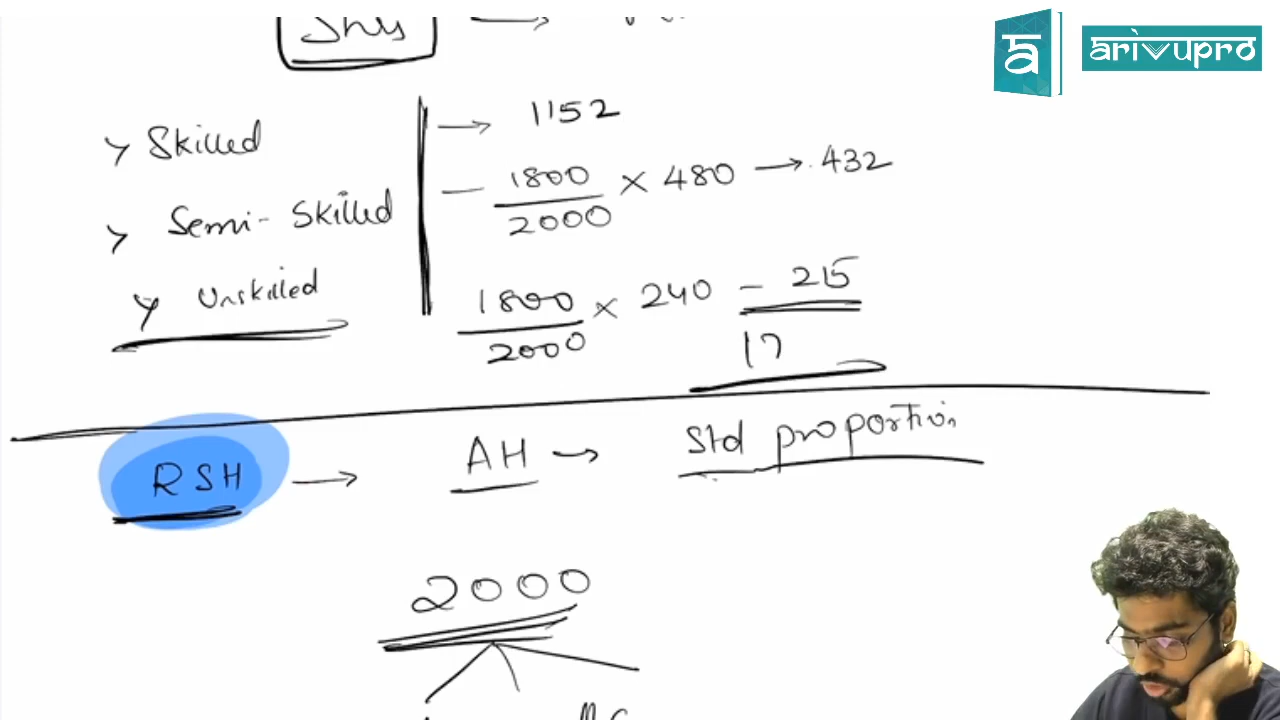 arivupro
Skilled → 1152
Semi-Skilled — 1800/2000 × 480 → 432
Unskilled 1800/2000 × 240 — 215
RSH → AH → Std proportion
2000